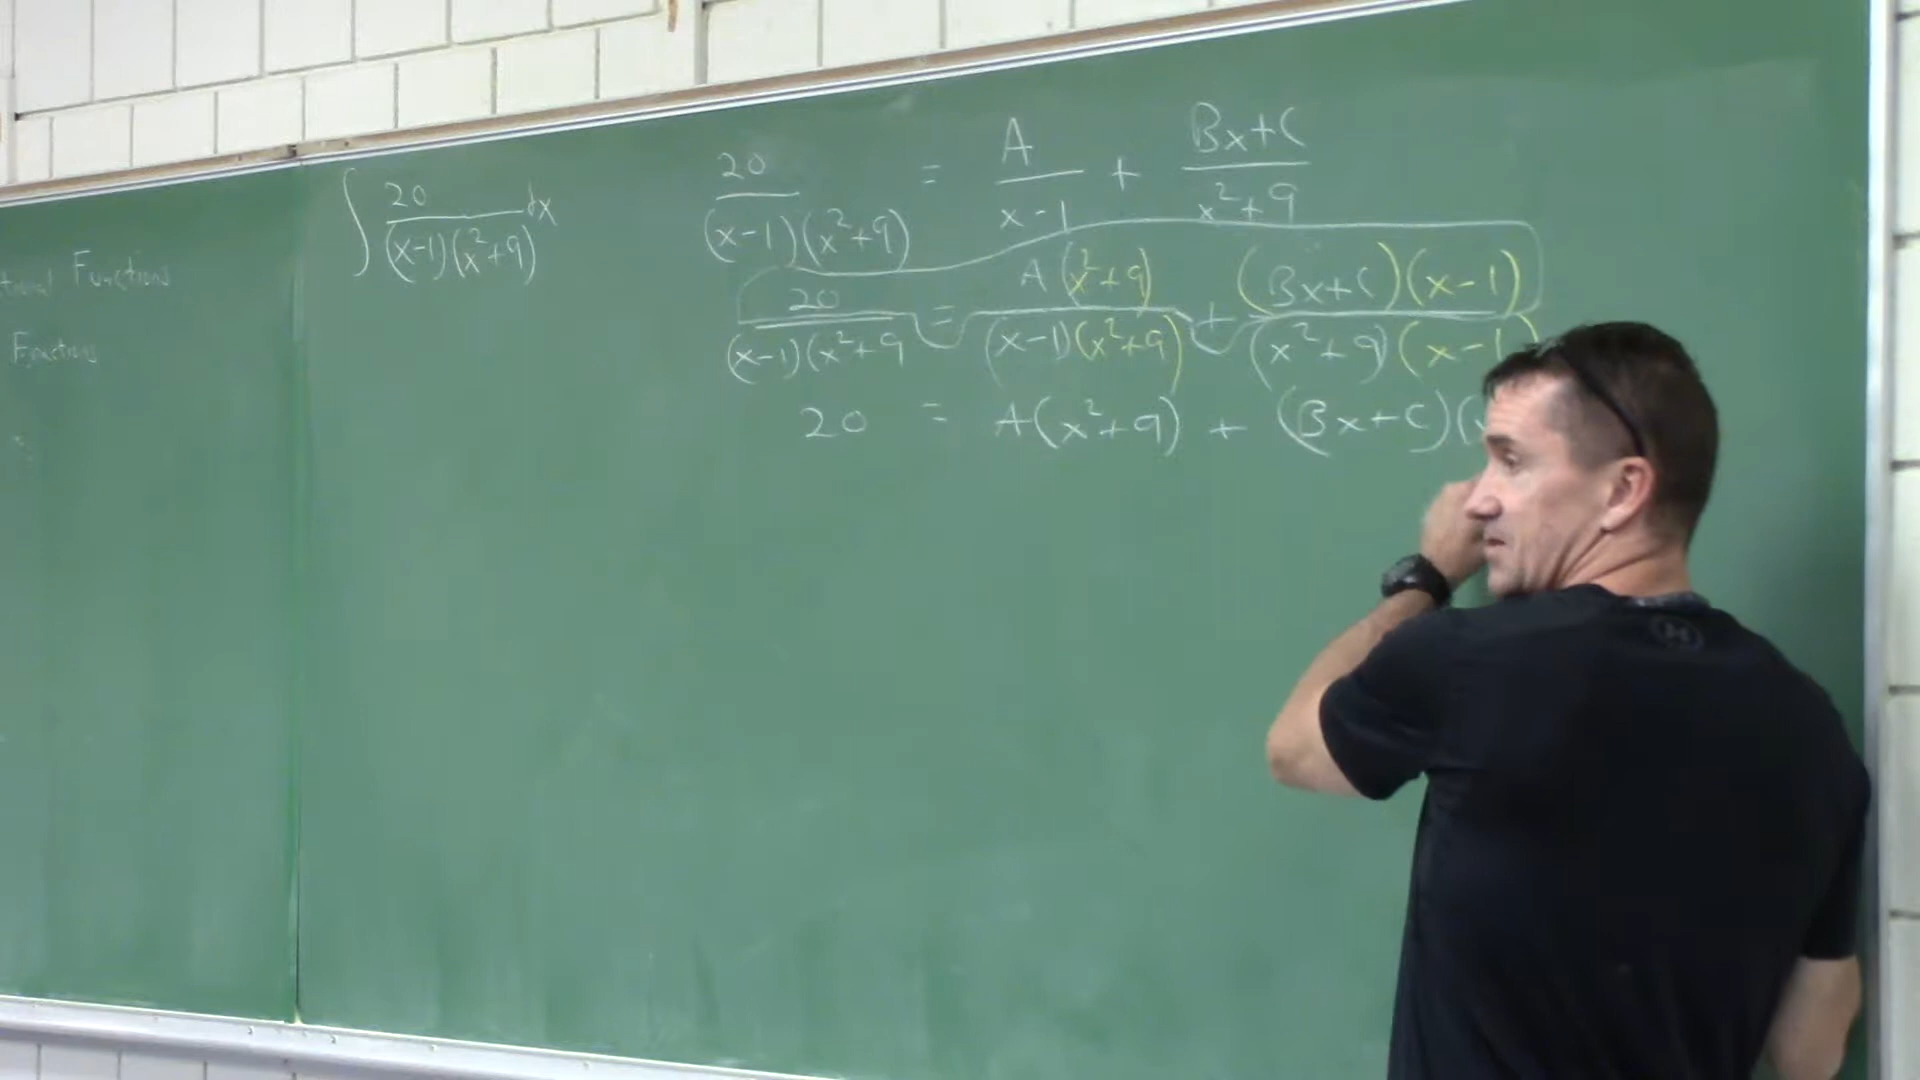 Functions
∫ 20/(x-1)(x²+9) dx
20/(x-1)(x²+9) = A/x-1 + Bx+C/x²+9
20/(x-1)(x²+9 = A(x²+9)/(x-1)(x²+9) + (Bx+C)(x-1)/(x²+9)(x-1)
20 = A(x²+9) + (Bx+C)(